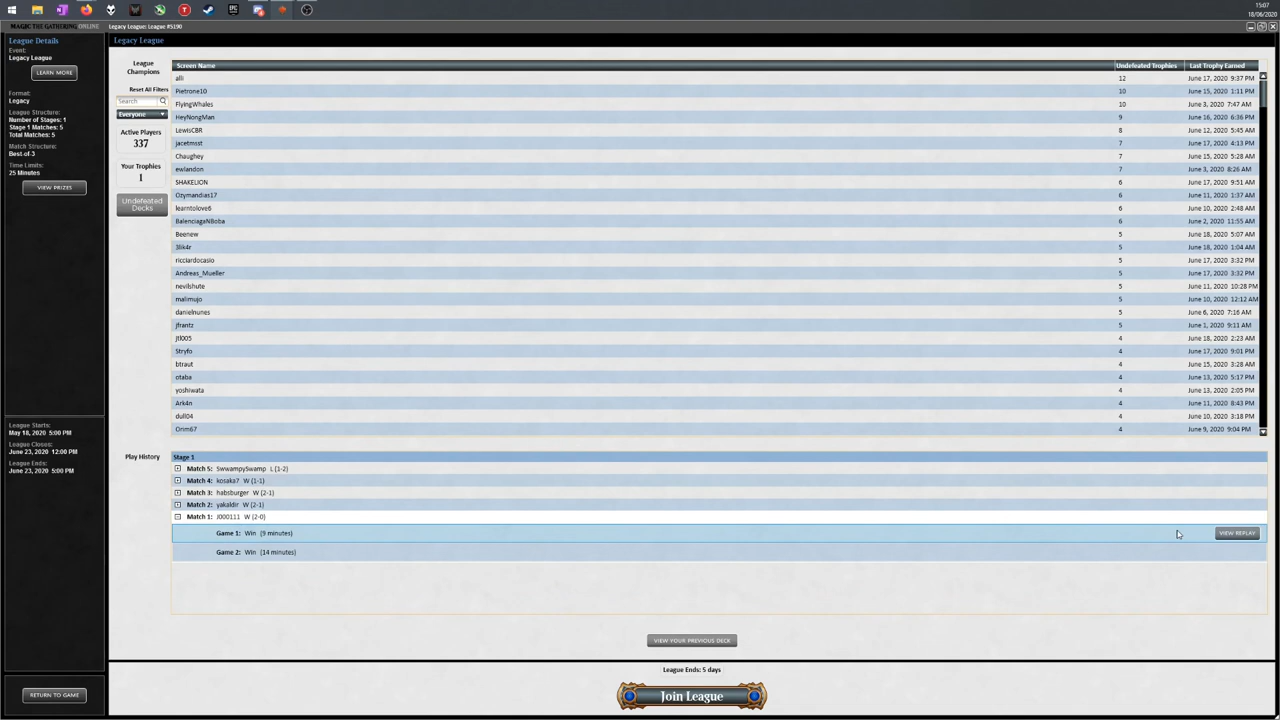 15:07
18/06/2020
MAGIC THE GATHERING ONLINE
Legacy League: League #5190
League Details
Event:
Legacy League
LEARN MORE
Format:
Legacy
League Structure:
Number of Stages: 1
Stage 1 Matches: 5
Total Matches: 5
Match Structure:
Best-of-3
Time Limits:
25 Minutes
VIEW PRIZES
League Starts:
May 18, 2020 5:00 PM
League Closes:
June 23, 2020 12:00 PM
League Ends:
June 23, 2020 5:00 PM
RETURN TO GAME
Legacy League
League
Champions
Reset All Filters
Search
Everyone
Active Players
337
Your Trophies
1
Undefeated
Decks
Screen Name Undefeated Trophies Last Trophy Earned
alli 12 June 17, 2020 9:37 PM
Pietrone10 10 June 15, 2020 1:11 PM
FlyingWhales 10 June 3, 2020 7:47 AM
HeyNongMan 9 June 16, 2020 6:36 PM
LewisCBR 8 June 12, 2020 5:45 AM
jacetmsst 7 June 17, 2020 4:13 PM
Chaughey 7 June 15, 2020 5:28 AM
ewlandon 7 June 3, 2020 8:26 AM
SHAKELION 6 June 17, 2020 9:51 AM
Ozymandias17 6 June 11, 2020 1:37 AM
learntolove6 6 June 10, 2020 2:48 AM
BalenciagaNBoba 6 June 2, 2020 11:55 AM
Beenew 5 June 18, 2020 5:07 AM
3lik4r 5 June 18, 2020 1:04 AM
ricciardocasio 5 June 17, 2020 3:32 PM
Andreas_Mueller 5 June 17, 2020 3:32 PM
nevilshute 5 June 11, 2020 10:28 PM
malimujo 5 June 10, 2020 12:12 AM
danielnunes 5 June 6, 2020 7:16 AM
jfrantz 5 June 1, 2020 9:11 AM
jtl005 4 June 18, 2020 2:23 AM
Stryfo 4 June 17, 2020 9:01 PM
btraut 4 June 15, 2020 3:28 AM
otaba 4 June 13, 2020 5:17 PM
yoshiwata 4 June 13, 2020 2:05 PM
Ark4n 4 June 11, 2020 8:43 PM
dull04 4 June 10, 2020 3:18 PM
Orim67 4 June 9, 2020 9:04 PM
Play History
Stage 1
Match 5: SwwampySwamp L (1-2)
Match 4: kosaka7 W (1-1)
Match 3: habsburger W (2-1)
Match 2: yakaldir W (2-1)
Match 1: J000111 W (2-0)
Game 1: Win (9 minutes) VIEW REPLAY
Game 2: Win (14 minutes)
VIEW YOUR PREVIOUS DECK
League Ends: 5 days
Join League